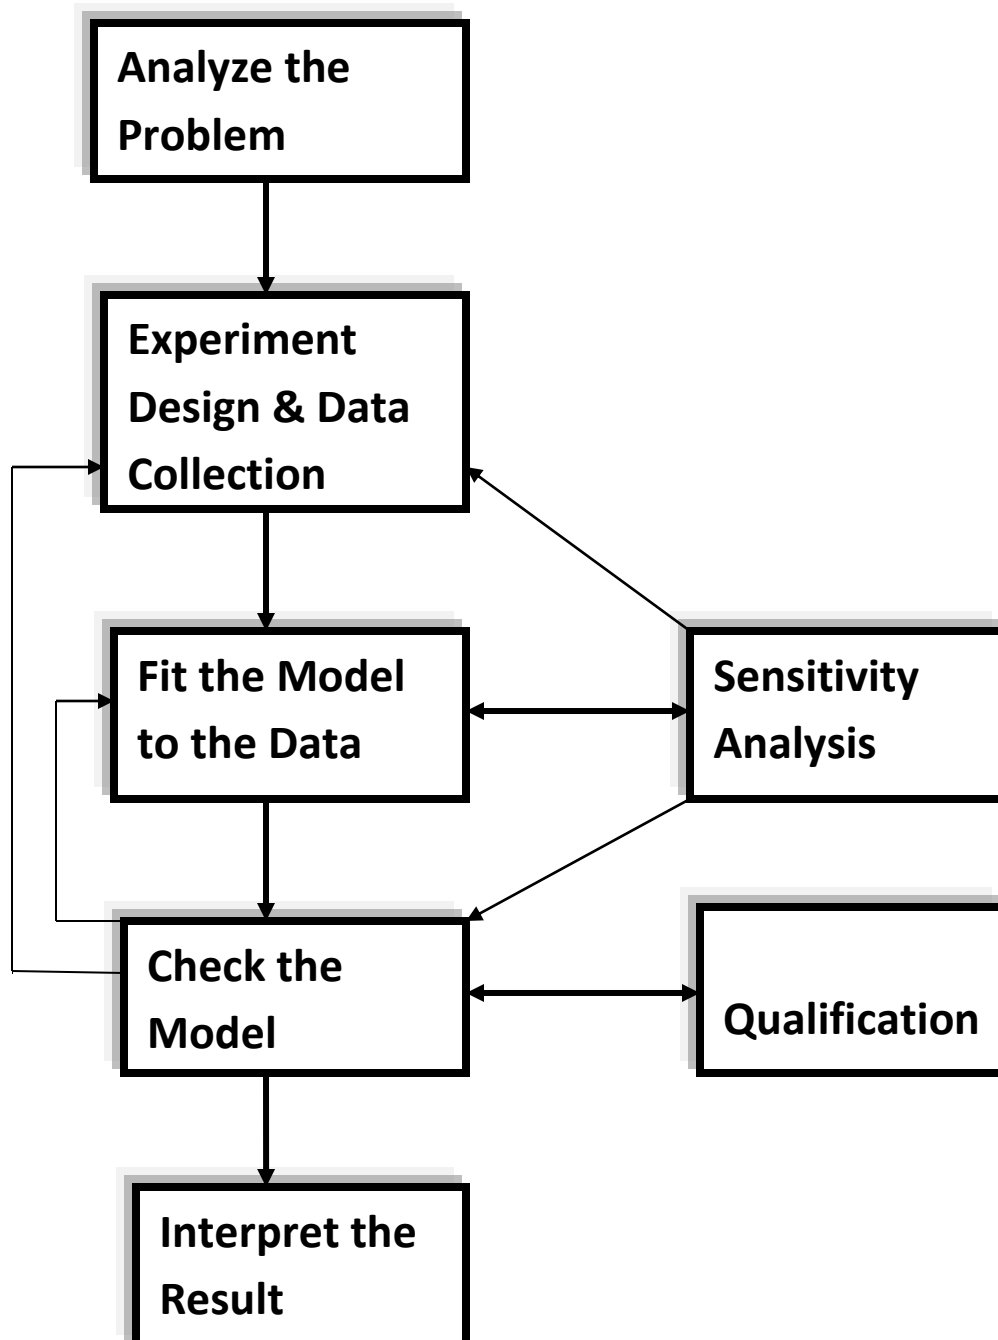 Analyze the
Problem
Experiment
Design & Data
Collection
Fit the Model
to the Data
Sensitivity
Analysis
Check the
Model
Qualification
Interpret the
Result